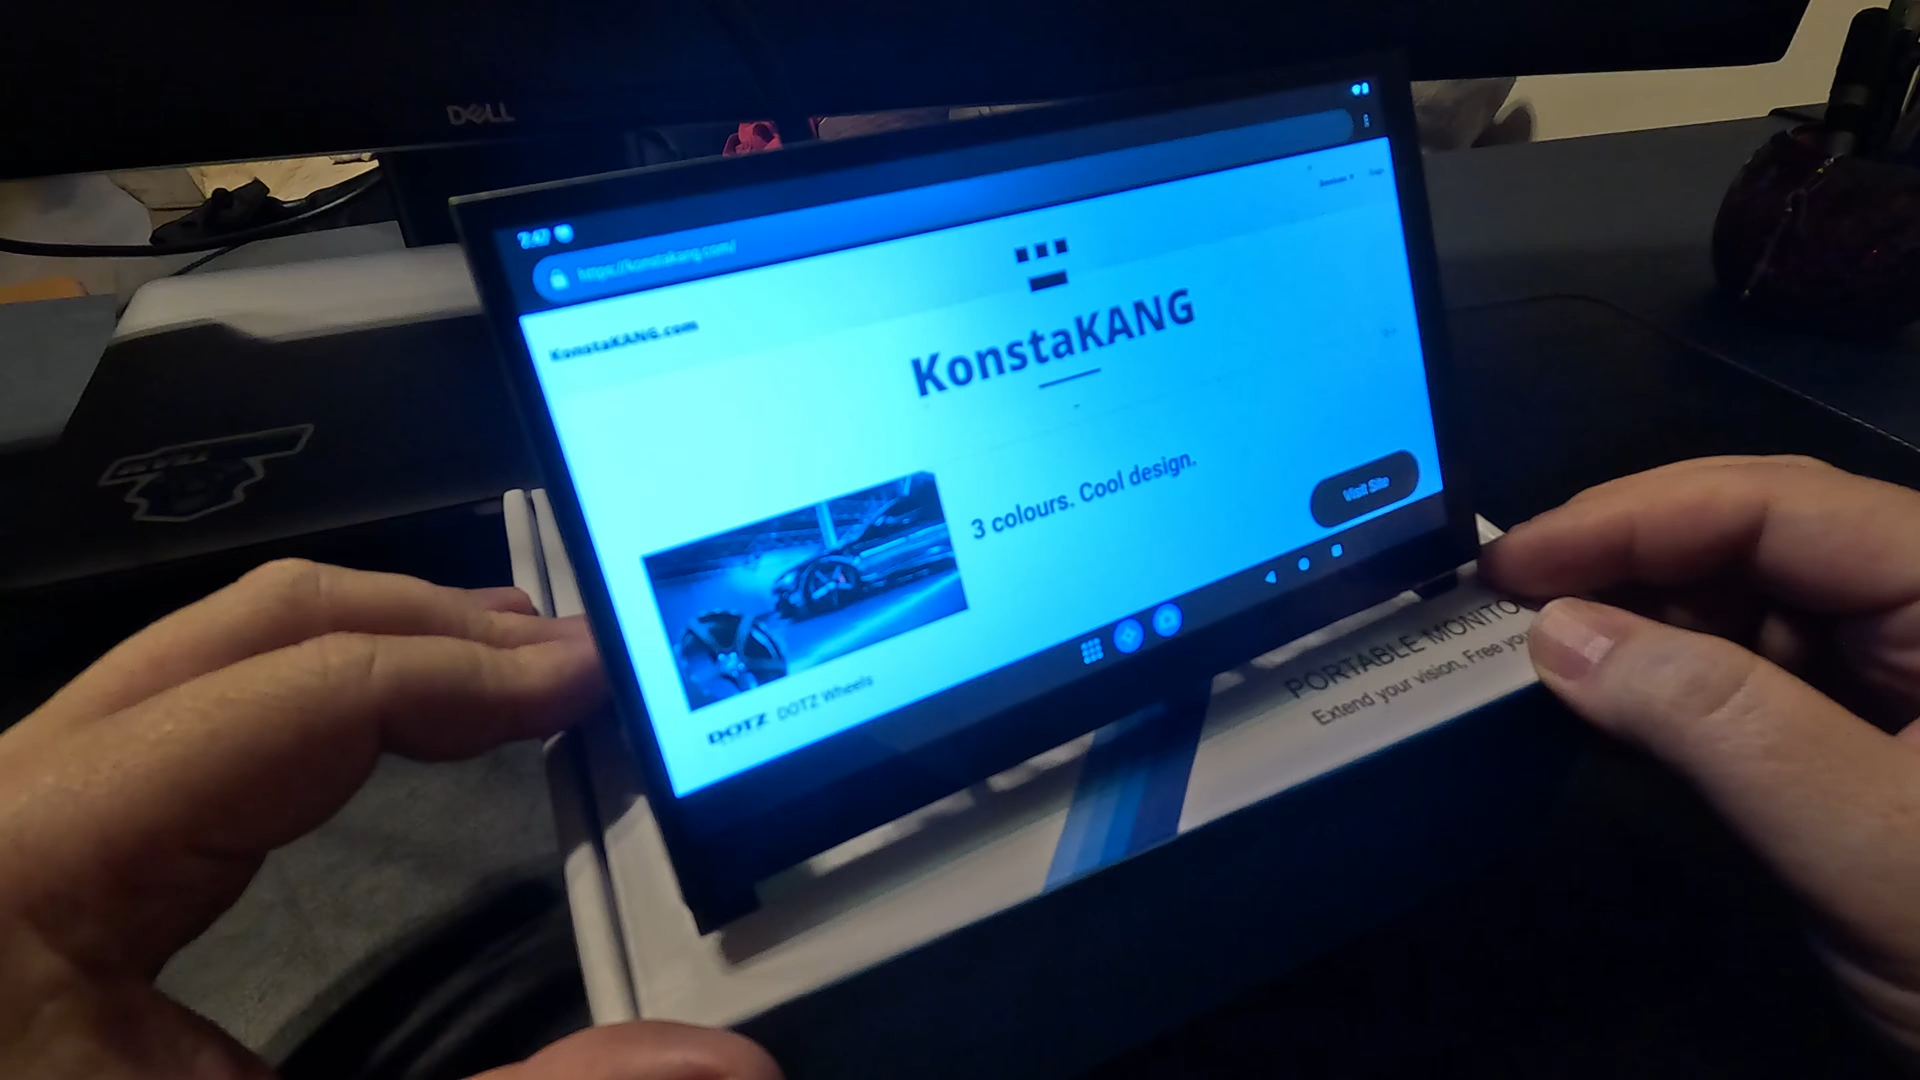 DELL
2:47
https://konstakang.com/
KonstaKANG.com
KonstaKANG
3 colours. Cool design.
Visit Site
DOTZ DOTZ Wheels
PORTABLE MONITO
Extend your vision, Free you